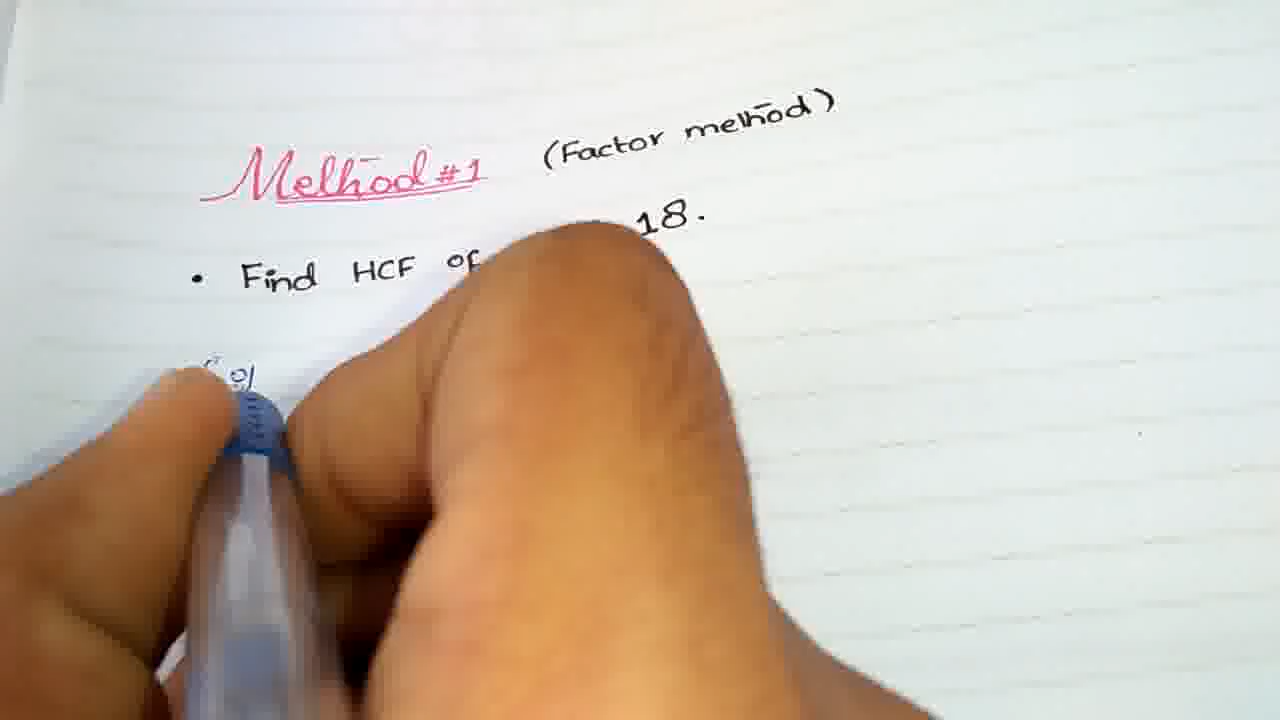 Method #1 (Factor method)
• Find HCF of 18.